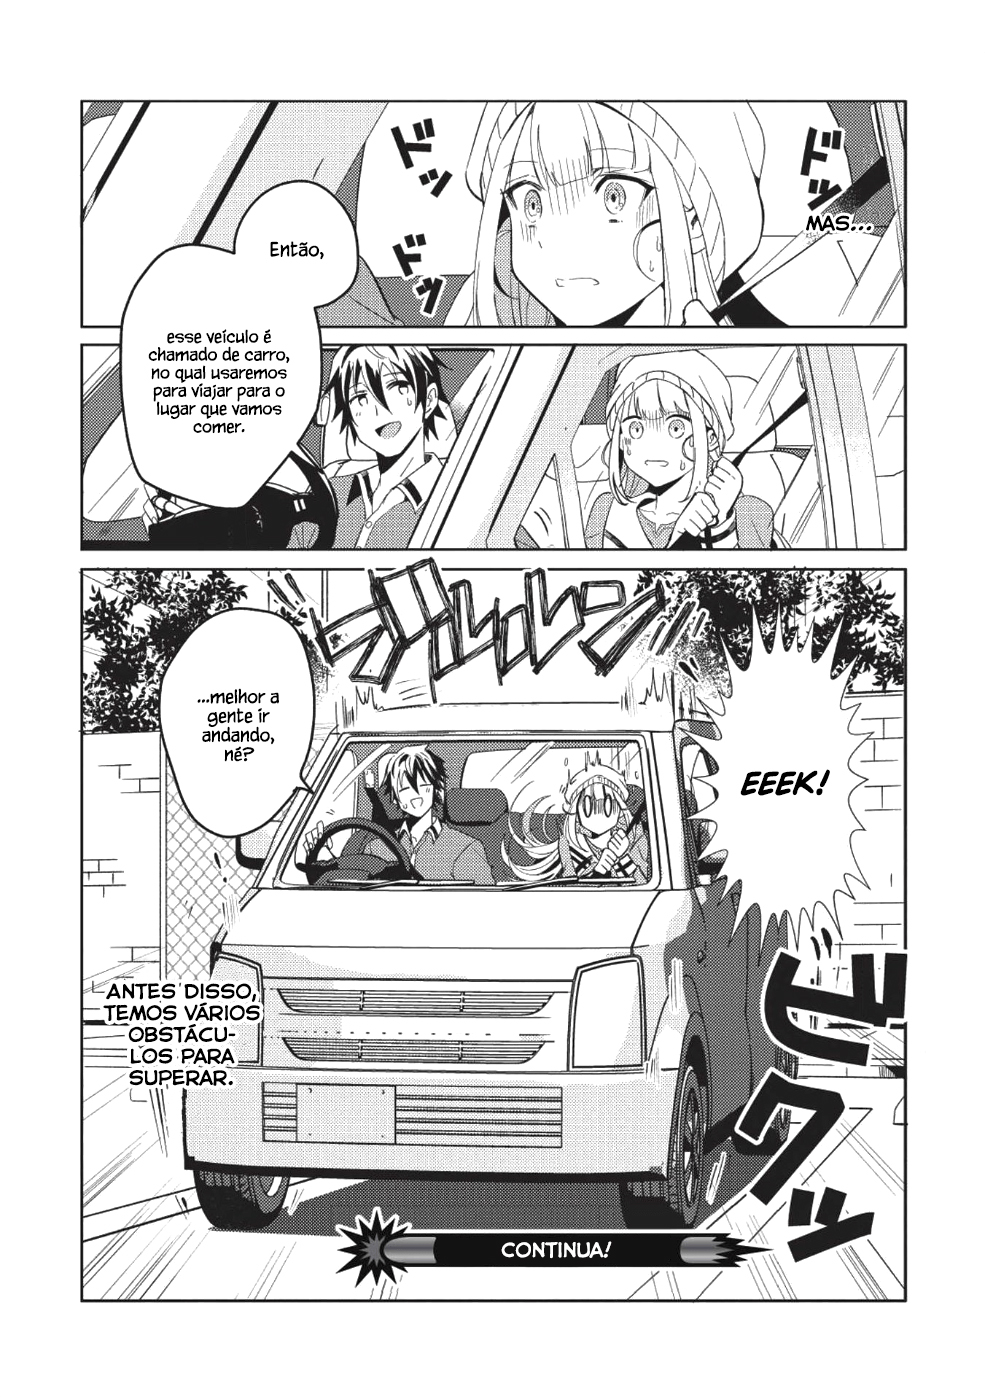 ドッ
MAS...
ドッ
ドッ
Então,
esse veículo é
chamado de carro,
no qual usaremos
para viajar para o
lugar que vamos
comer.
ドゥルルルン
...melhor a
gente ir
andando,
né?
EEEK!
ビクッ
ANTES DISSO,
TEMOS VÁRIOS
OBSTÁCU-
LOS PARA
SUPERAR.
CONTINUA!